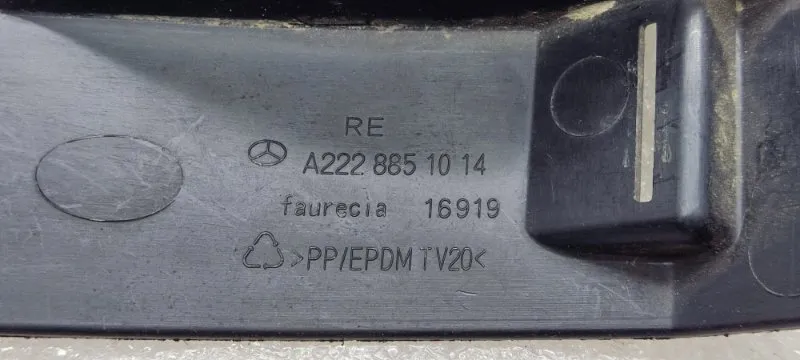 RE
A222 885 10 14
faurecia 16919
>PP/EPDM TV20<